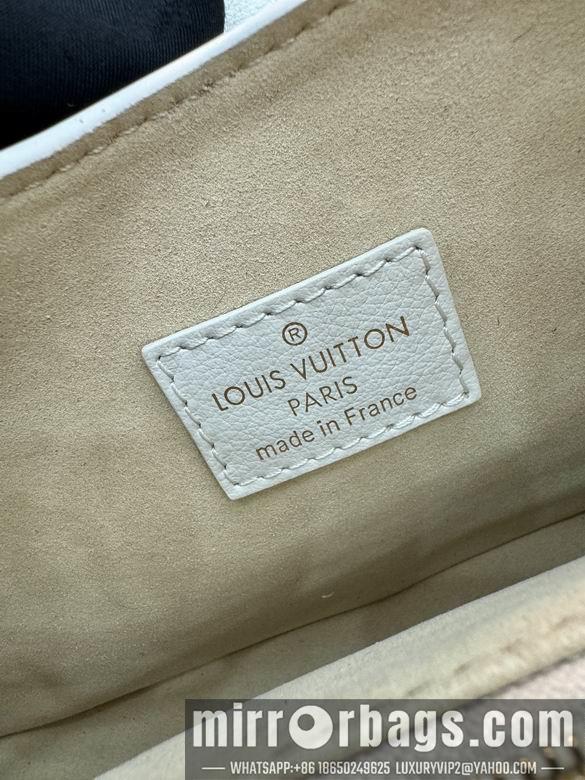 ®
LOUIS VUITTON
PARIS
made in France
mirrorbags.com
WHATSAPP:+86 18650249625 LUXURYVIP2@YAHOO.COM